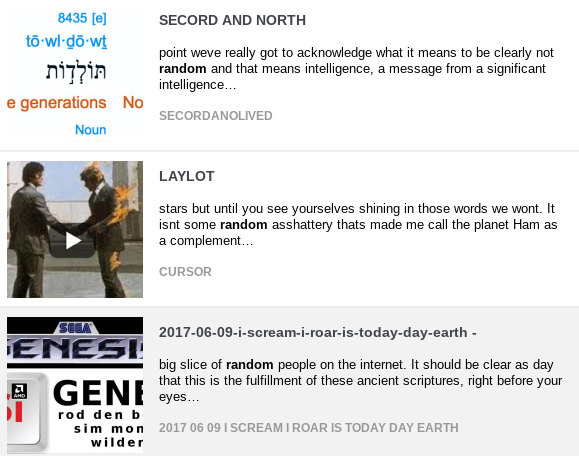 8435 [e]
tō·wl·ḏō·wṯ
תּוֹלְד֣וֹת
e generations No
Noun
SECORD AND NORTH
point weve really got to acknowledge what it means to be clearly not
random and that means intelligence, a message from a significant
intelligence…
SECORDANOLIVED
LAYLOT
stars but until you see yourselves shining in those words we wont. It
isnt some random asshattery thats made me call the planet Ham as
a complement…
CURSOR
SEGA
GENESIS
AMD
GENE
rod den b
sim mon
wilder
2017-06-09-i-scream-i-roar-is-today-day-earth -
big slice of random people on the internet. It should be clear as day
that this is the fulfillment of these ancient scriptures, right before your
eyes…
2017 06 09 I SCREAM I ROAR IS TODAY DAY EARTH